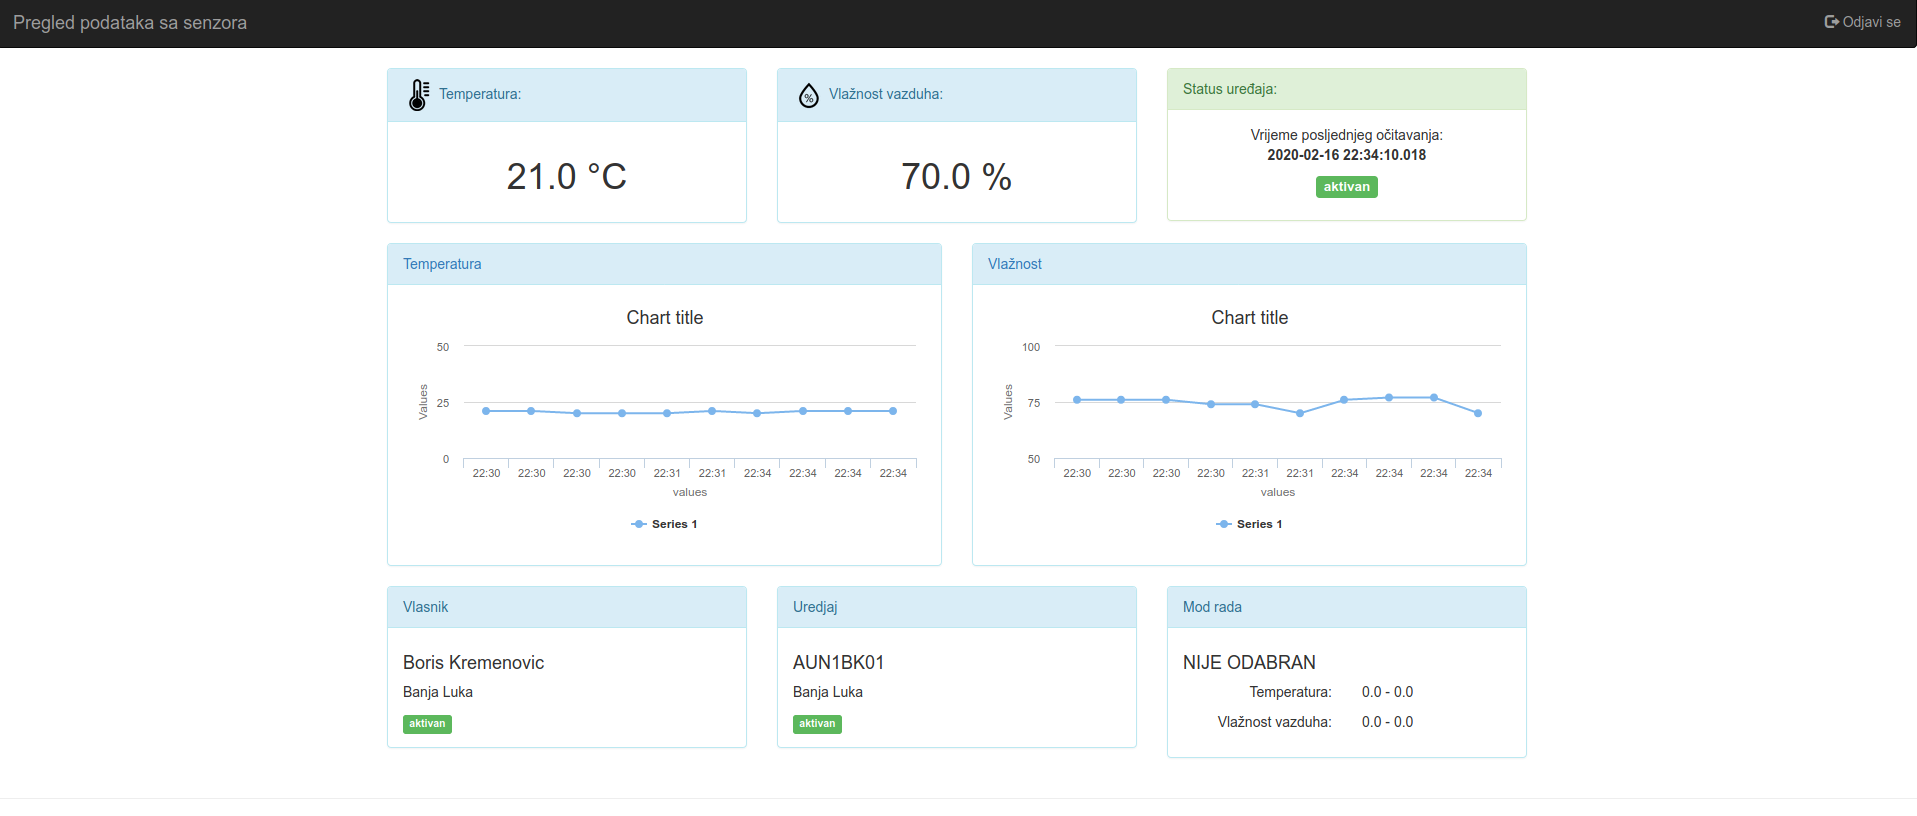 Pregled podataka sa senzora
Odjavi se
Temperatura:
21.0 °C
%
Vlažnost vazduha:
70.0 %
Status uređaja:
Vrijeme posljednjeg očitavanja:
2020-02-16 22:34:10.018
aktivan
Temperatura
Chart title
Values
50
25
0
22:30 22:30 22:30 22:30 22:31 22:31 22:34 22:34 22:34 22:34
values
Series 1
Vlažnost
Chart title
Values
100
75
50
22:30 22:30 22:30 22:30 22:31 22:31 22:34 22:34 22:34 22:34
values
Series 1
Vlasnik
Boris Kremenovic
Banja Luka
aktivan
Uredjaj
AUN1BK01
Banja Luka
aktivan
Mod rada
NIJE ODABRAN
Temperatura: 0.0 - 0.0
Vlažnost vazduha: 0.0 - 0.0